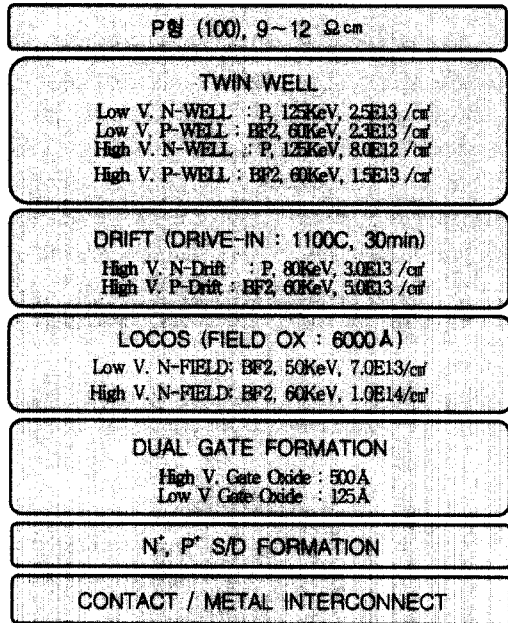 P형 (100), 9~12 Ωcm
TWIN WELL
Low V. N-WELL : P, 125KeV, 2.5E13 /㎠
Low V. P-WELL : BF2, 60KeV, 2.3E13 /㎠
High V. N-WELL : P, 125KeV, 8.0E12 /㎠
High V. P-WELL : BF2, 60KeV, 1.5E13 /㎠
DRIFT (DRIVE-IN : 1100C, 30min)
High V. N-Drift : P, 80KeV, 3.0E13 /㎠
High V. P-Drift : BF2, 60KeV, 5.0E13 /㎠
LOCOS (FIELD OX : 6000Å)
Low V. N-FIELD: BF2, 50KeV, 7.0E13/㎠
High V. N-FIELD: BF2, 60KeV, 1.0E14/㎠
DUAL GATE FORMATION
High V. Gate Oxide : 500Å
Low V Gate Oxide : 125Å
N⁺, P⁺ S/D FORMATION
CONTACT / METAL INTERCONNECT